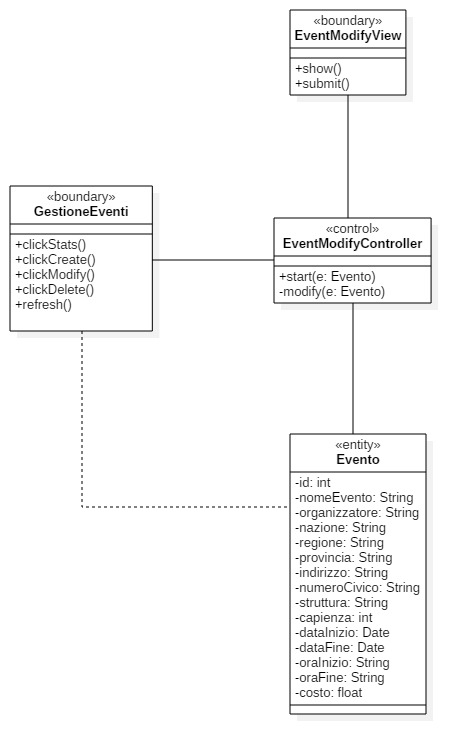 «boundary»
EventModifyView
+show()
+submit()
«boundary»
GestioneEventi
+clickStats()
+clickCreate()
+clickModify()
+clickDelete()
+refresh()
«control»
EventModifyController
+start(e: Evento)
-modify(e: Evento)
«entity»
Evento
-id: int
-nomeEvento: String
-organizzatore: String
-nazione: String
-regione: String
-provincia: String
-indirizzo: String
-numeroCivico: String
-struttura: String
-capienza: int
-dataInizio: Date
-dataFine: Date
-oraInizio: String
-oraFine: String
-costo: float